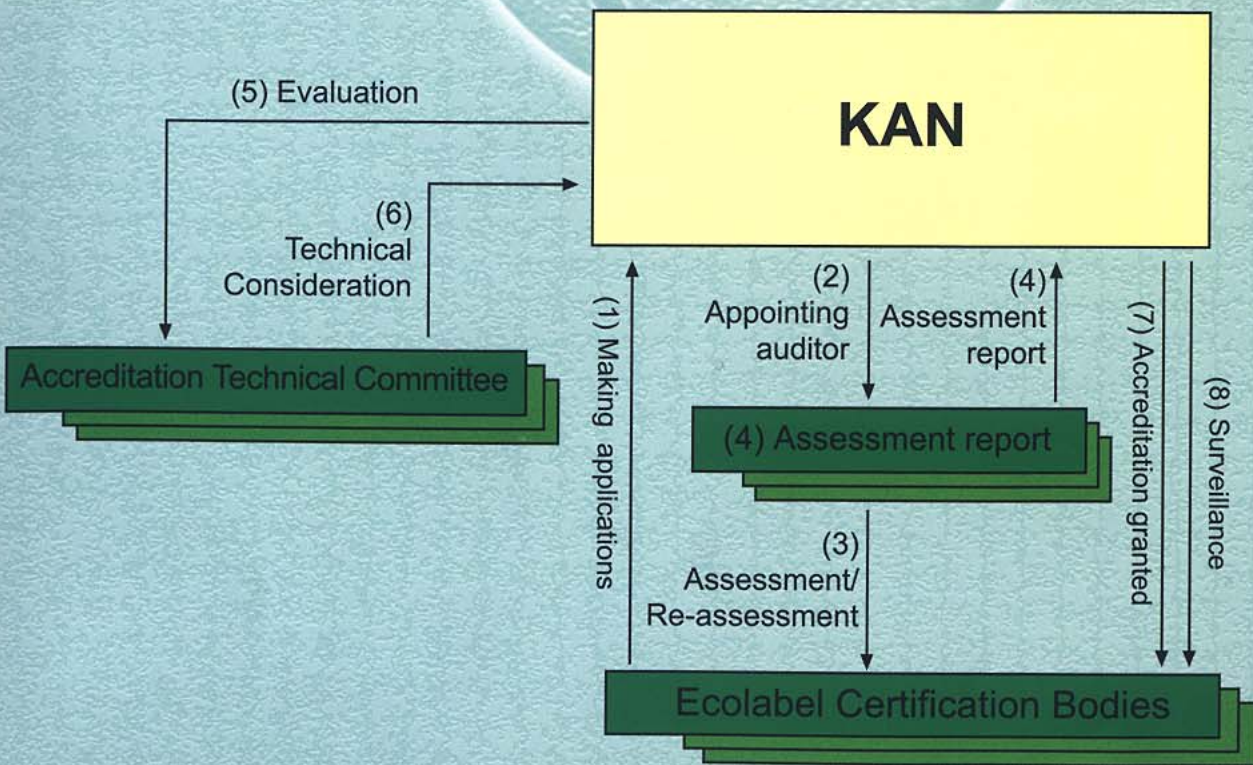 KAN
(5) Evaluation
(6)
Technical
Consideration
Accreditation Technical Committee
(1) Making applications
(2)
Appointing
auditor
(4)
Assessment
report
(4) Assessment report
(3)
Assessment/
Re-assessment
(7) Accreditation granted
(8) Surveillance
Ecolabel Certification Bodies